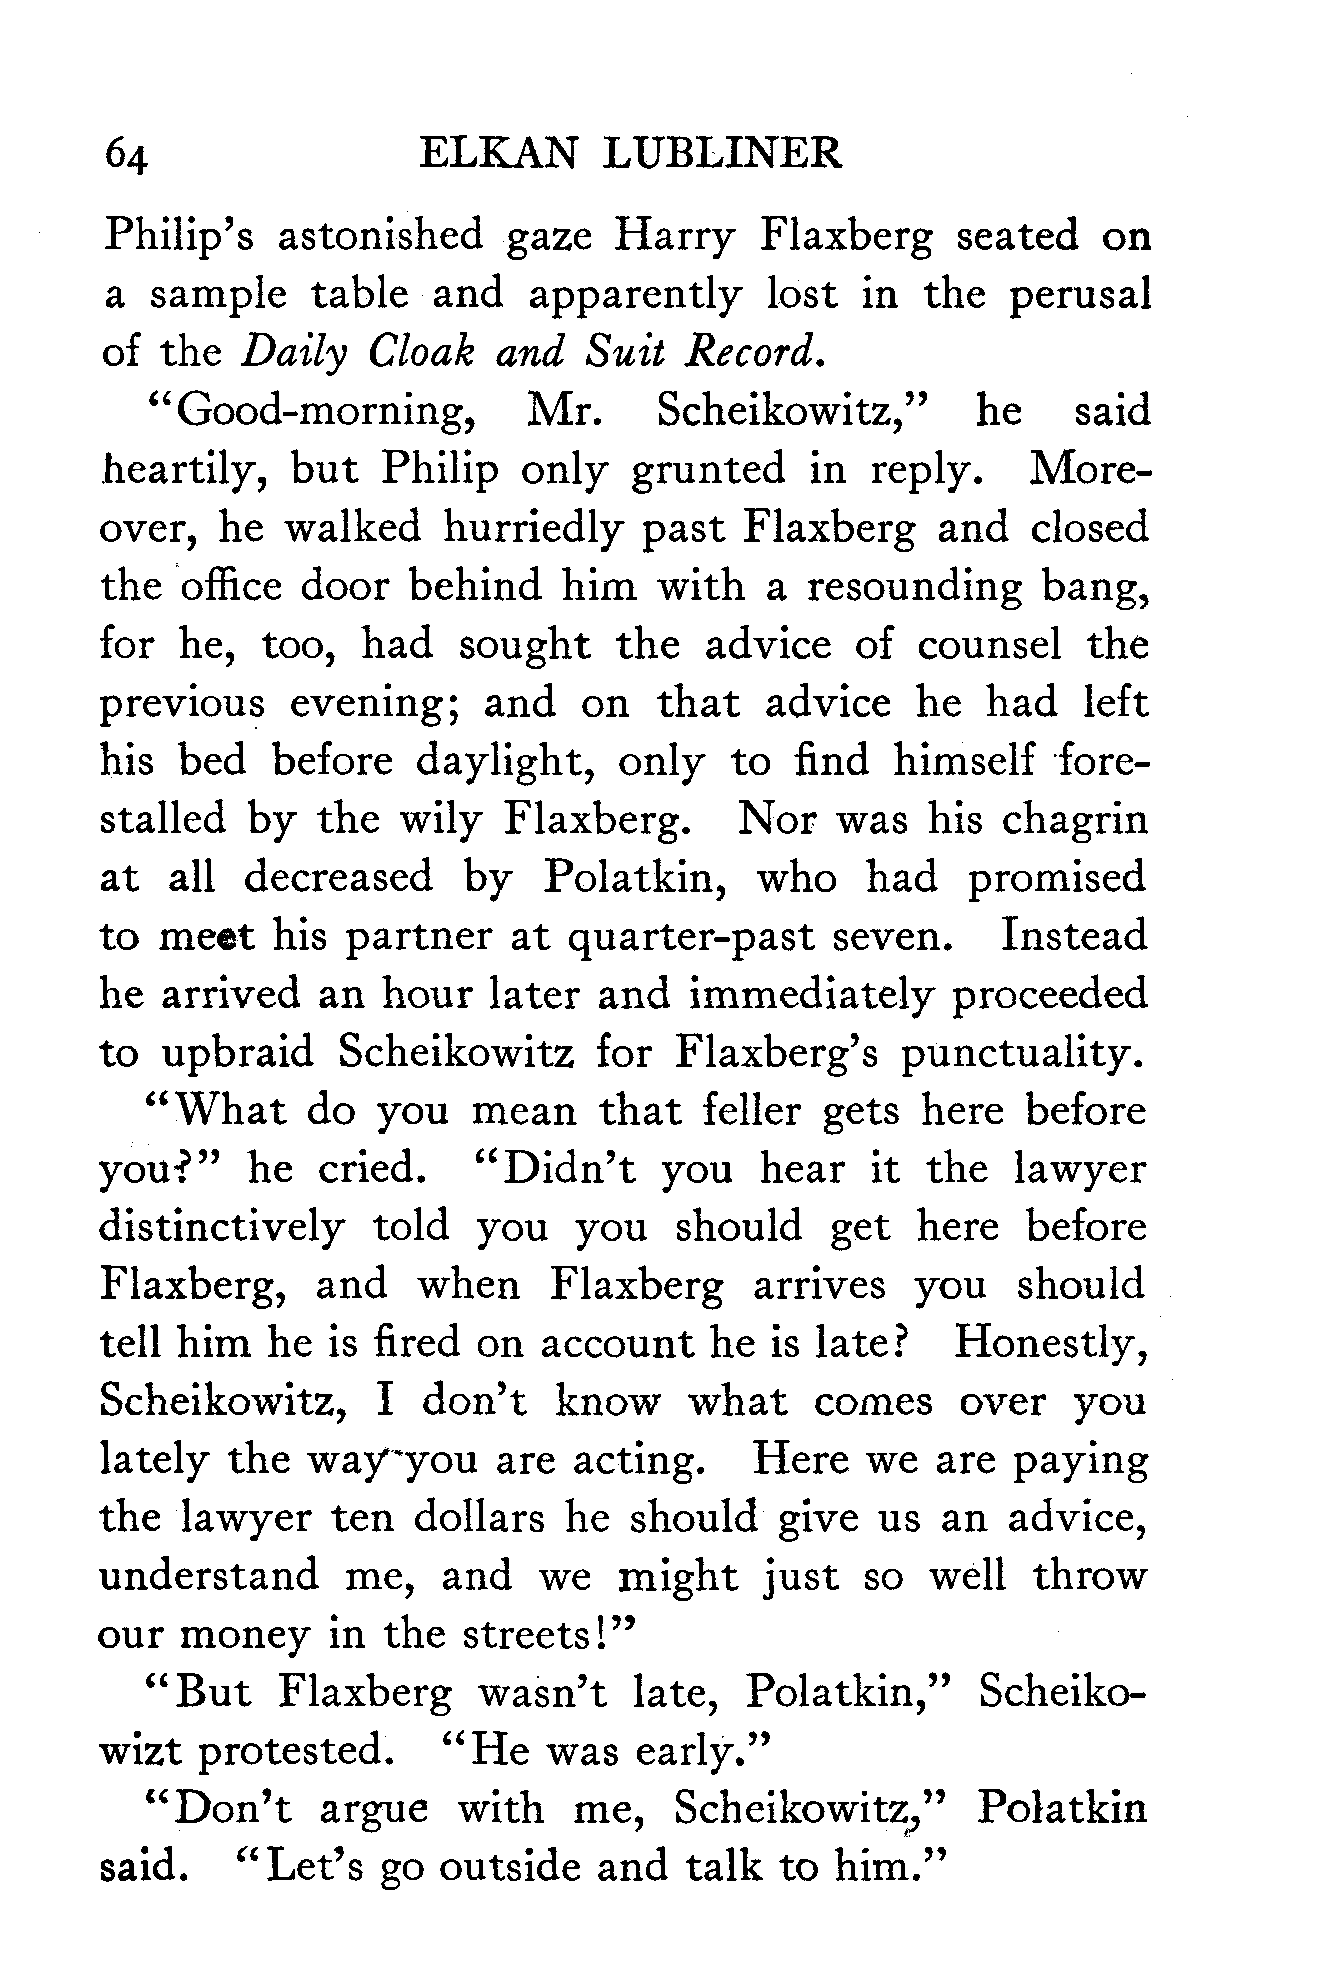 64 ELKAN LUBLINER
Philip's astonished gaze Harry Flaxberg seated on
a sample table and apparently lost in the perusal
of the Daily Cloak and Suit Record.
"Good-morning, Mr. Scheikowitz," he said
heartily, but Philip only grunted in reply. More-
over, he walked hurriedly past Flaxberg and closed
the office door behind him with a resounding bang,
for he, too, had sought the advice of counsel the
previous evening; and on that advice he had left
his bed before daylight, only to find himself fore-
stalled by the wily Flaxberg. Nor was his chagrin
at all decreased by Polatkin, who had promised
to meet his partner at quarter-past seven. Instead
he arrived an hour later and immediately proceeded
to upbraid Scheikowitz for Flaxberg's punctuality.
"What do you mean that feller gets here before
you?" he cried. "Didn't you hear it the lawyer
distinctively told you you should get here before
Flaxberg, and when Flaxberg arrives you should
tell him he is fired on account he is late? Honestly,
Scheikowitz, I don't know what comes over you
lately the way you are acting. Here we are paying
the lawyer ten dollars he should give us an advice,
understand me, and we might just so well throw
our money in the streets!"
"But Flaxberg wasn't late, Polatkin," Scheiko-
wizt protested. "He was early."
"Don't argue with me, Scheikowitz," Polatkin
said. "Let's go outside and talk to him."